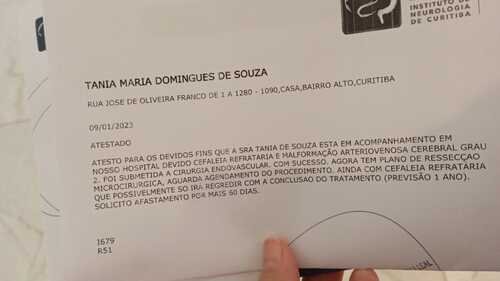 INSTITUTO DE
NEUROLOGIA
DE CURITIBA
TANIA MARIA DOMINGUES DE SOUZA
RUA JOSE DE OLIVEIRA FRANCO DE 1 A 1280 - 1090,CASA,BAIRRO ALTO,CURITIBA
09/01/2023
ATESTADO
ATESTO PARA OS DEVIDOS FINS QUE A SRA TANIA DE SOUZA ESTA EM ACOMPANHAMENTO EM
NOSSO HOSPITAL DEVIDO CEFALEIA REFRATARIA E MALFORMAÇÃO ARTERIOVENOSA CEREBRAL GRAU
2. FOI SUBMETIDA A CIRURGIA ENDOVASCULAR. COM SUCESSO. AGORA TEM PLANO DE RESSECÇAO
MICROCIRURGICA, AGUARDA AGENDAMENTO DO PROCEDIMENTO. AINDA COM CEFALEIA REFRATARIA
QUE POSSIVELMENTE SO IRA REGREDIR COM A CONCLUSAO DO TRATAMENTO (PREVISÃO 1 ANO).
SOLICITO AFASTAMENTO POR MAIS 60 DIAS.
I679
R51